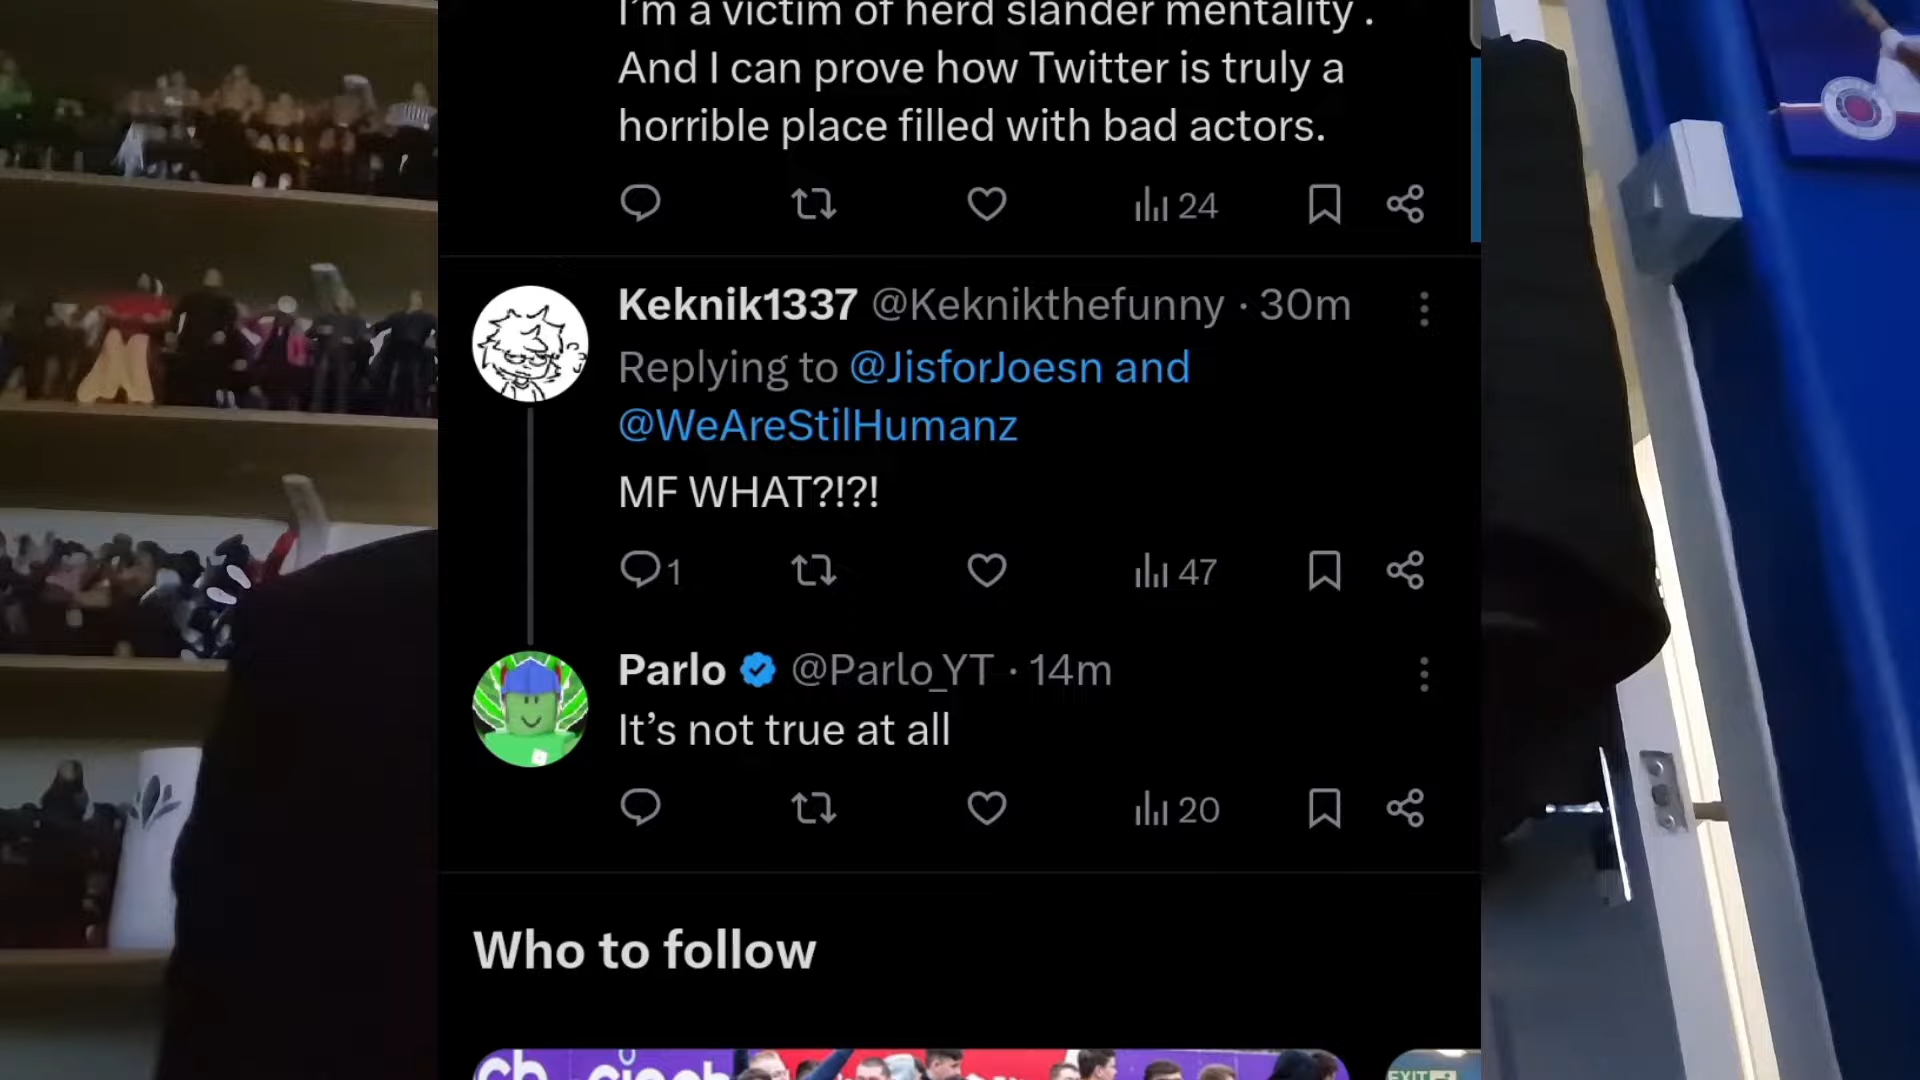 I'm a victim of herd slander mentality .
And I can prove how Twitter is truly a
horrible place filled with bad actors.
24
Keknik1337 @Keknikthefunny · 30m
Replying to @JisforJoesn and
@WeAreStilHumanz
MF WHAT?!?!
1 47
Parlo @Parlo_YT · 14m
It's not true at all
20
Who to follow
cinch
EXIT